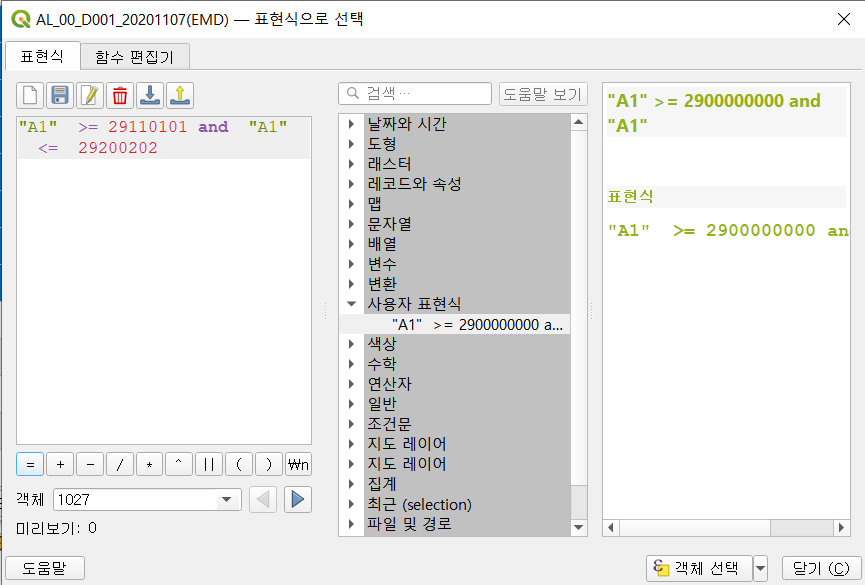 AL_00_D001_20201107(EMD) — 표현식으로 선택
표현식
함수 편집기
검색…
도움말 보기
"A1" >= 29110101 and "A1"
<= 29200202
날짜와 시간
도형
래스터
레코드와 속성
맵
문자열
배열
변수
변환
사용자 표현식
"A1" >= 2900000000 a...
색상
수학
연산자
일반
조건문
지도 레이어
지도 레이어
집계
최근 (selection)
파일 및 경로
"A1" >= 2900000000 and
"A1"
표현식
"A1" >= 2900000000 an
= + - / * ^ || ( ) ₩n
객체 1027
미리보기: 0
도움말
객체 선택
닫기 (C)